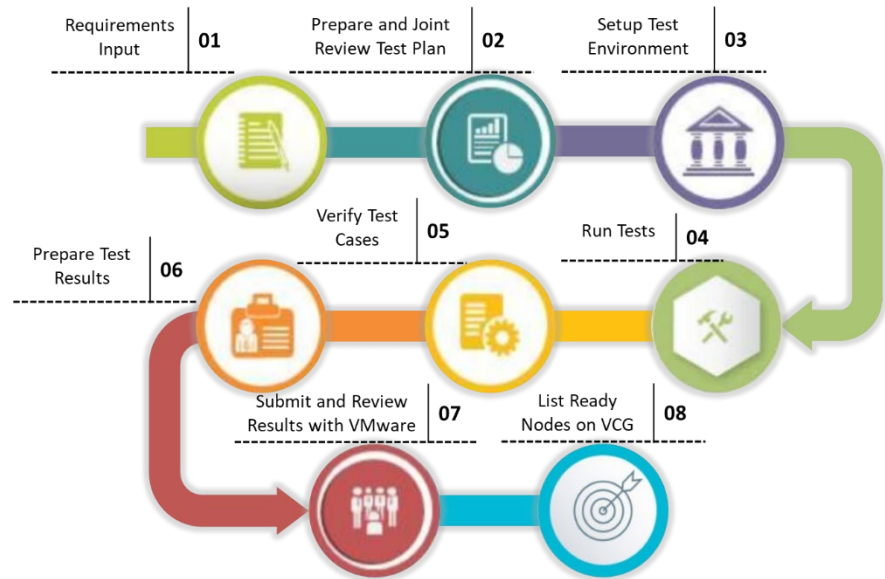 Requirements
Input
01
Prepare and Joint
Review Test Plan
02
Setup Test
Environment
03
Run Tests
04
Verify Test
Cases
05
Prepare Test
Results
06
Submit and Review
Results with VMware
07
List Ready
Nodes on VCG
08